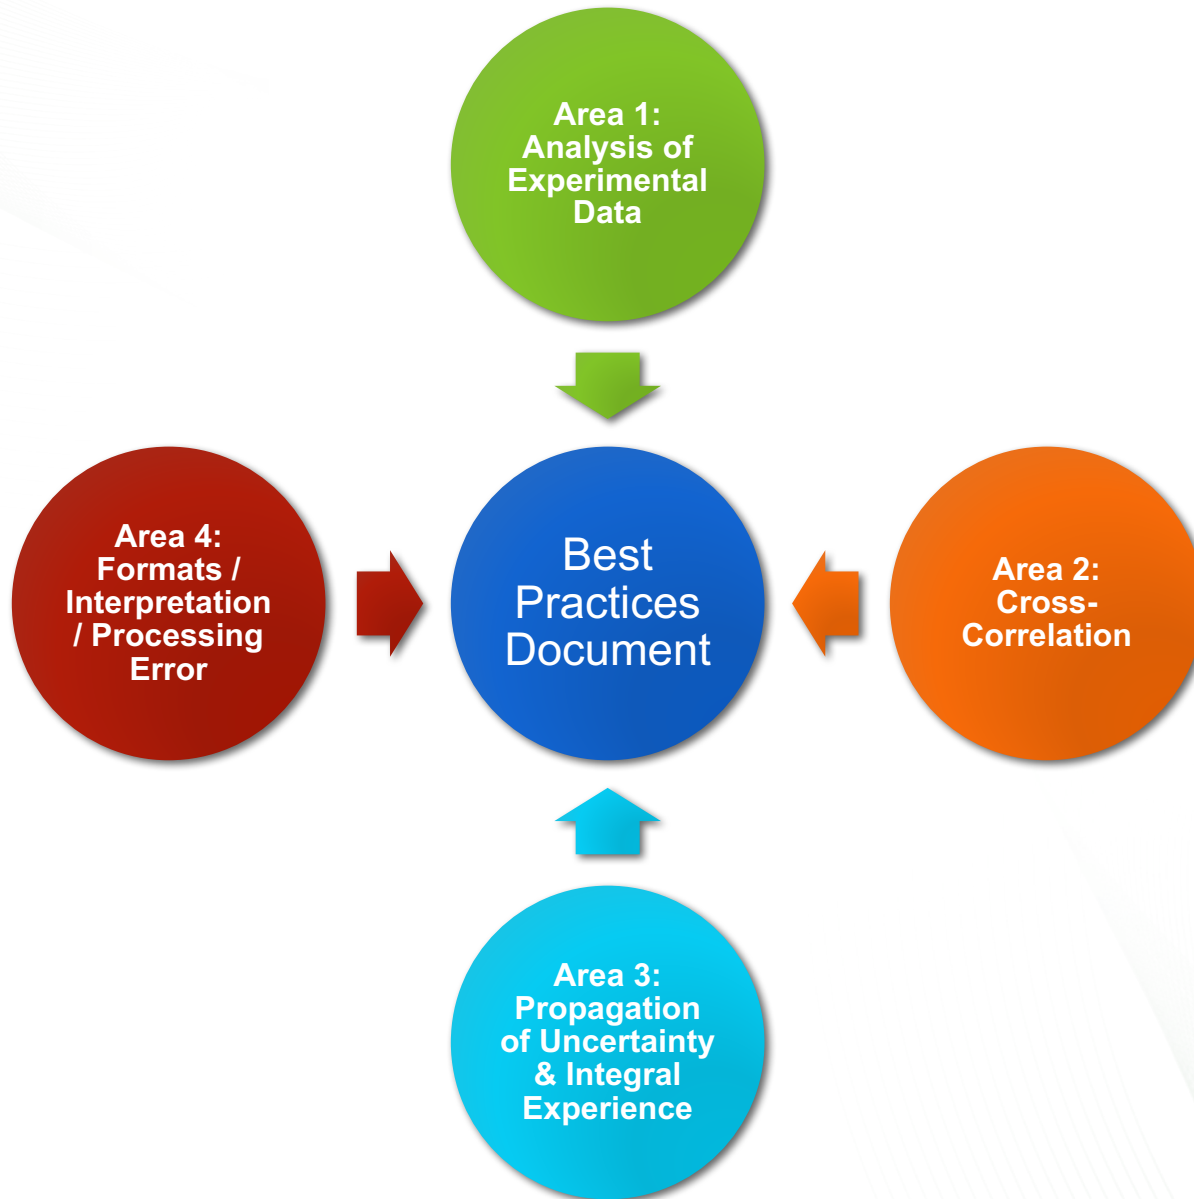 Area 1:
Analysis of
Experimental
Data
Area 4:
Formats /
Interpretation
/ Processing
Error
Best
Practices
Document
Area 2:
Cross-
Correlation
Area 3:
Propagation
of Uncertainty
& Integral
Experience